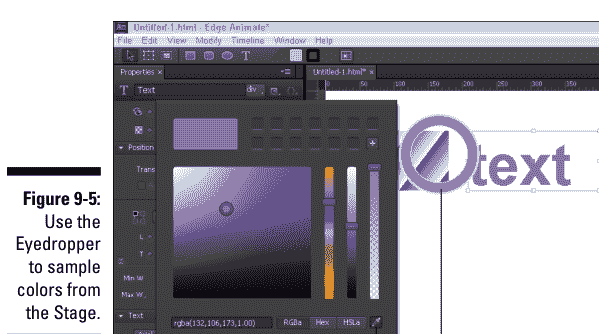 Untitled-1.html - Edge Animate*
File Edit View Modify Timeline Window Help
Properties × Untitled-1.html* ×
0 50 100 150 200 250 300 350
T Text div
Position
Trans
text
Figure 9-5:
Use the
Eyedropper
to sample
colors from
the Stage.
L
T
Min W
Max W
Text
rgba(132,106,173,1.00) RGBa Hex HSLa